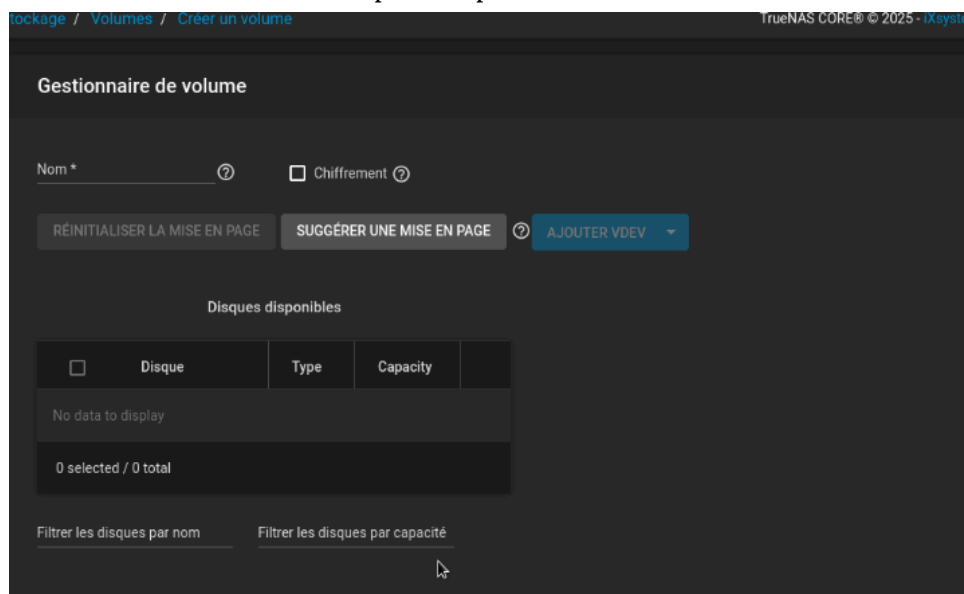 tockage / Volumes / Créer un volume
TrueNAS CORE® © 2025 - iXsyste
Gestionnaire de volume
Nom *
Chiffrement
RÉINITIALISER LA MISE EN PAGE
SUGGÉRER UNE MISE EN PAGE
AJOUTER VDEV
Disques disponibles
Disque Type Capacity
No data to display
0 selected / 0 total
Filtrer les disques par nom
Filtrer les disques par capacité